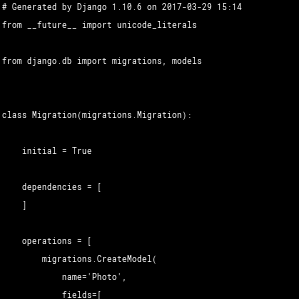 # Generated by Django 1.10.6 on 2017-03-29 15:14
from __future__ import unicode_literals
from django.db import migrations, models
class Migration(migrations.Migration):
    initial = True
    dependencies = [
    ]
    operations = [
        migrations.CreateModel(
            name='Photo',
            fields=[